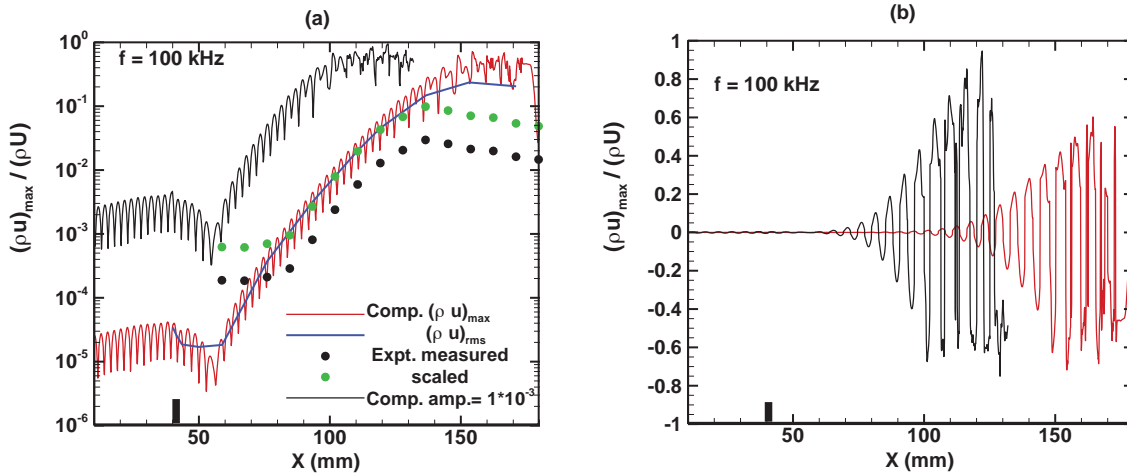 (a)
f = 100 kHz
(ρu)max / (ρU)
10^0
10^-1
10^-2
10^-3
10^-4
10^-5
10^-6
Comp. (ρ u)max
(ρ u)rms
Expt. measured
scaled
Comp. amp.= 1*10^-3
50
100
150
X (mm)
(b)
f = 100 kHz
(ρu)max / (ρU)
1
0.8
0.6
0.4
0.2
0
-0.2
-0.4
-0.6
-0.8
-1
50
100
150
X (mm)